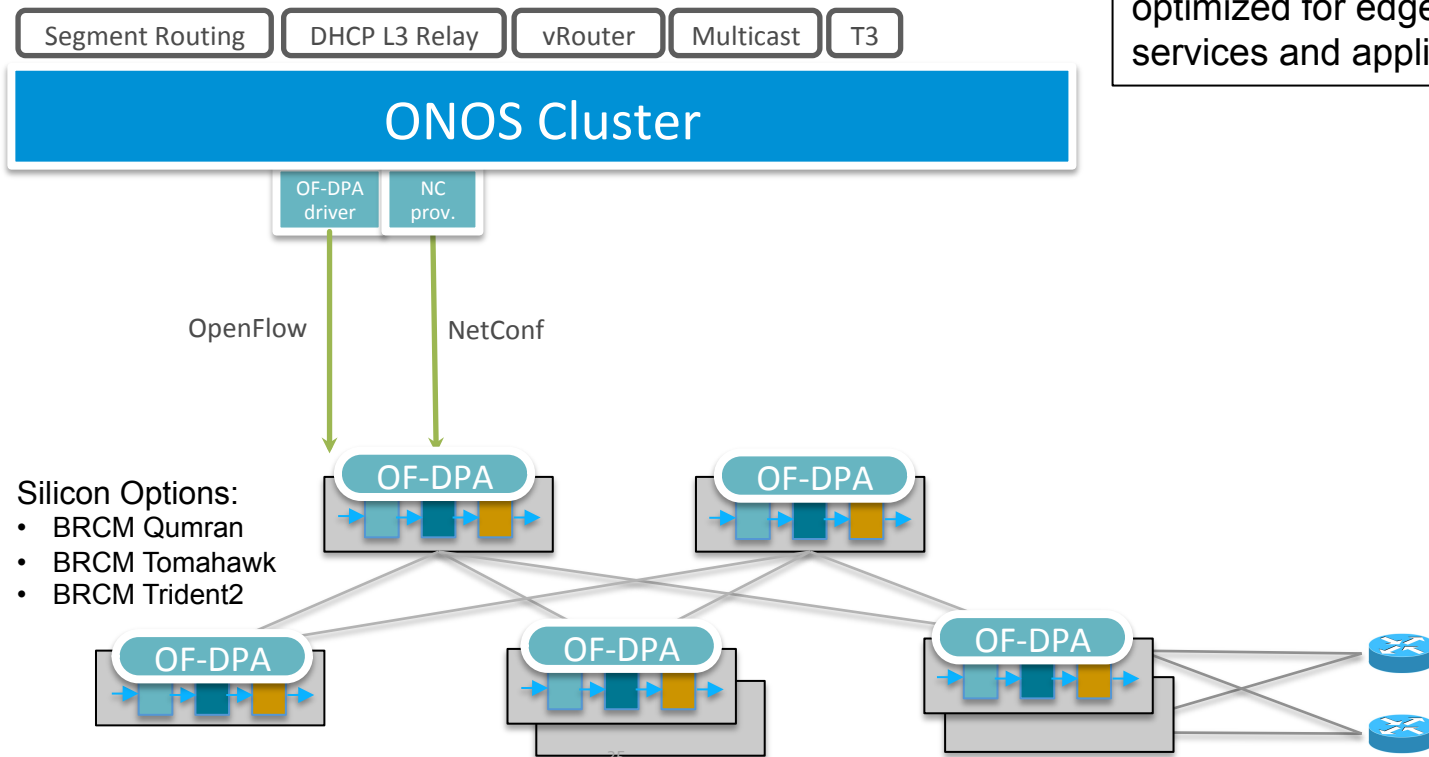 optimized for edge
services and appli
Segment Routing
DHCP L3 Relay
vRouter
Multicast
T3
ONOS Cluster
OF-DPA
driver
NC
prov.
OpenFlow
NetConf
OF-DPA
OF-DPA
Silicon Options:
• BRCM Qumran
• BRCM Tomahawk
• BRCM Trident2
OF-DPA
OF-DPA
OF-DPA